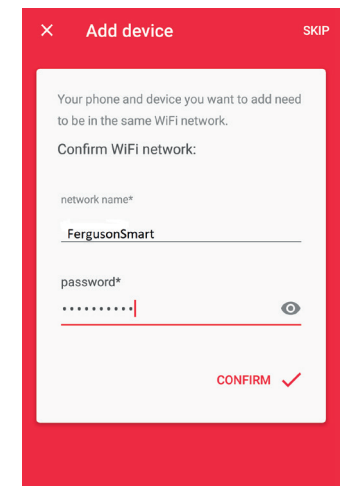 Add device SKIP
Your phone and device you want to add need
to be in the same WiFi network.
Confirm WiFi network:
network name*
FergusonSmart
password*
••••••••••
CONFIRM